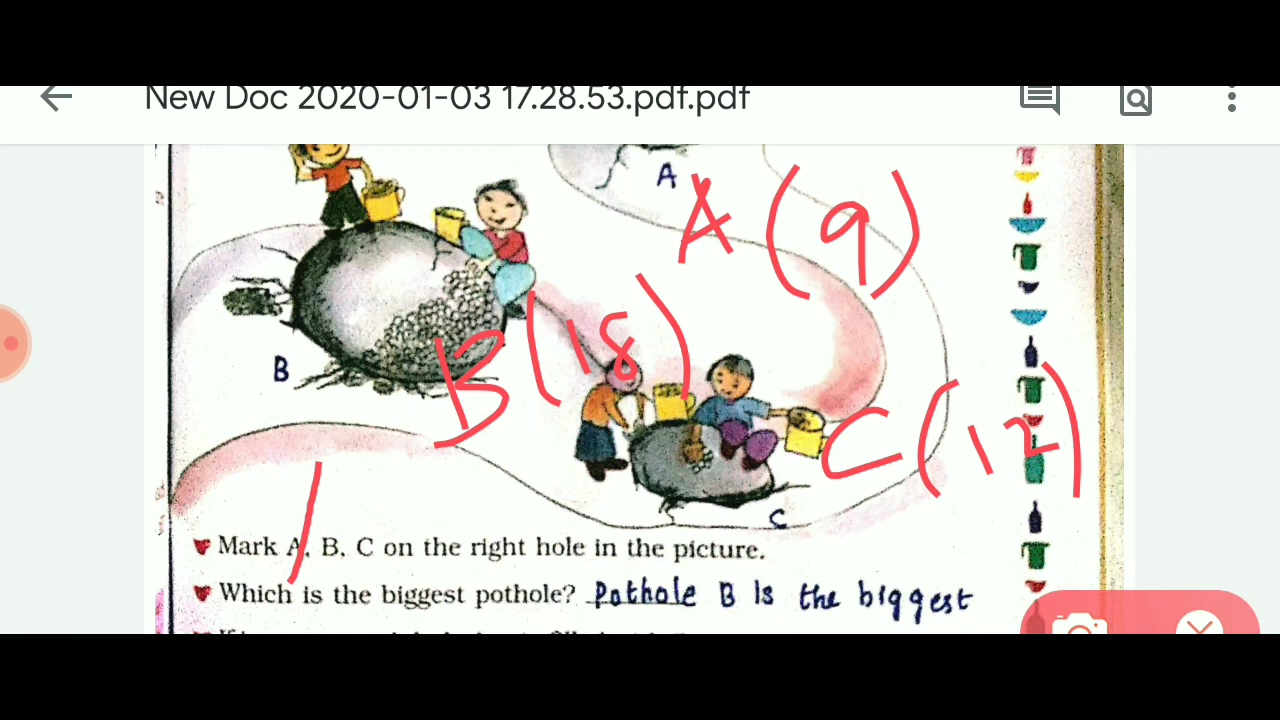 New Doc 2020-01-03 17.28.53.pdf.pdf
A
A (9)
B (18)
B
C (12)
C
Mark A, B, C on the right hole in the picture.
Which is the biggest pothole? Pothole B Is the biggest